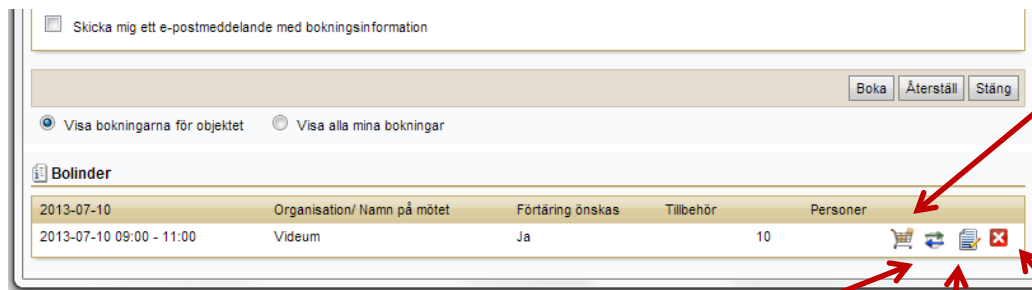 Skicka mig ett e-postmeddelande med bokningsinformation
Boka Återställ Stäng
Visa bokningarna för objektet Visa alla mina bokningar
Bolinder
2013-07-10 Organisation/ Namn på mötet Förtäring önskas Tillbehör Personer
2013-07-10 09:00 - 11:00 Videum Ja 10